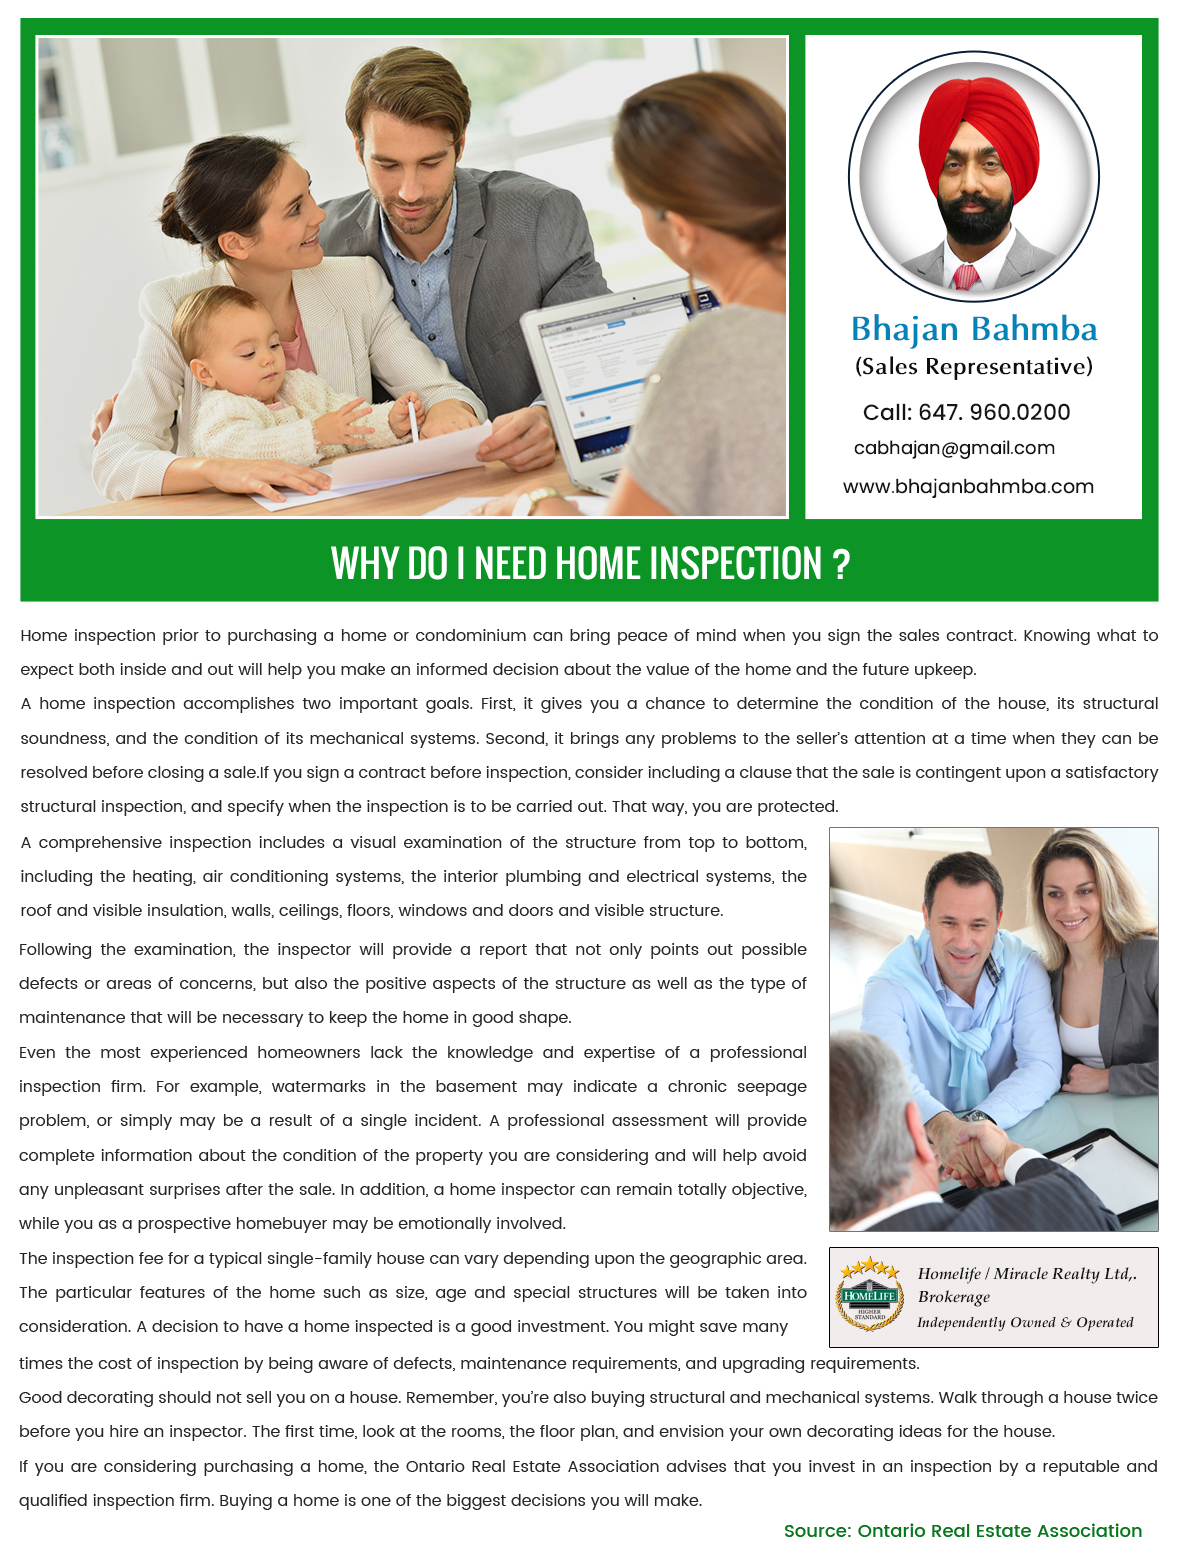 Bhajan Bahmba
(Sales Representative)
Call: 647. 960.0200
cabhajan@gmail.com
www.bhajanbahmba.com
WHY DO I NEED HOME INSPECTION ?
Home inspection prior to purchasing a home or condominium can bring peace of mind when you sign the sales contract. Knowing what to
expect both inside and out will help you make an informed decision about the value of the home and the future upkeep.
A home inspection accomplishes two important goals. First, it gives you a chance to determine the condition of the house, its structural
soundness, and the condition of its mechanical systems. Second, it brings any problems to the seller's attention at a time when they can be
resolved before closing a sale.If you sign a contract before inspection, consider including a clause that the sale is contingent upon a satisfactory
structural inspection, and specify when the inspection is to be carried out. That way, you are protected.
A comprehensive inspection includes a visual examination of the structure from top to bottom,
including the heating, air conditioning systems, the interior plumbing and electrical systems, the
roof and visible insulation, walls, ceilings, floors, windows and doors and visible structure.
Following the examination, the inspector will provide a report that not only points out possible
defects or areas of concerns, but also the positive aspects of the structure as well as the type of
maintenance that will be necessary to keep the home in good shape.
Even the most experienced homeowners lack the knowledge and expertise of a professional
inspection firm. For example, watermarks in the basement may indicate a chronic seepage
problem, or simply may be a result of a single incident. A professional assessment will provide
complete information about the condition of the property you are considering and will help avoid
any unpleasant surprises after the sale. In addition, a home inspector can remain totally objective,
while you as a prospective homebuyer may be emotionally involved.
The inspection fee for a typical single-family house can vary depending upon the geographic area.
The particular features of the home such as size, age and special structures will be taken into
consideration. A decision to have a home inspected is a good investment. You might save many
times the cost of inspection by being aware of defects, maintenance requirements, and upgrading requirements.
Good decorating should not sell you on a house. Remember, you're also buying structural and mechanical systems. Walk through a house twice
before you hire an inspector. The first time, look at the rooms, the floor plan, and envision your own decorating ideas for the house.
If you are considering purchasing a home, the Ontario Real Estate Association advises that you invest in an inspection by a reputable and
qualified inspection firm. Buying a home is one of the biggest decisions you will make.
HOMELIFE
HIGHER
STANDARD
Homelife / Miracle Realty Ltd,.
Brokerage
Independently Owned & Operated
Source: Ontario Real Estate Association